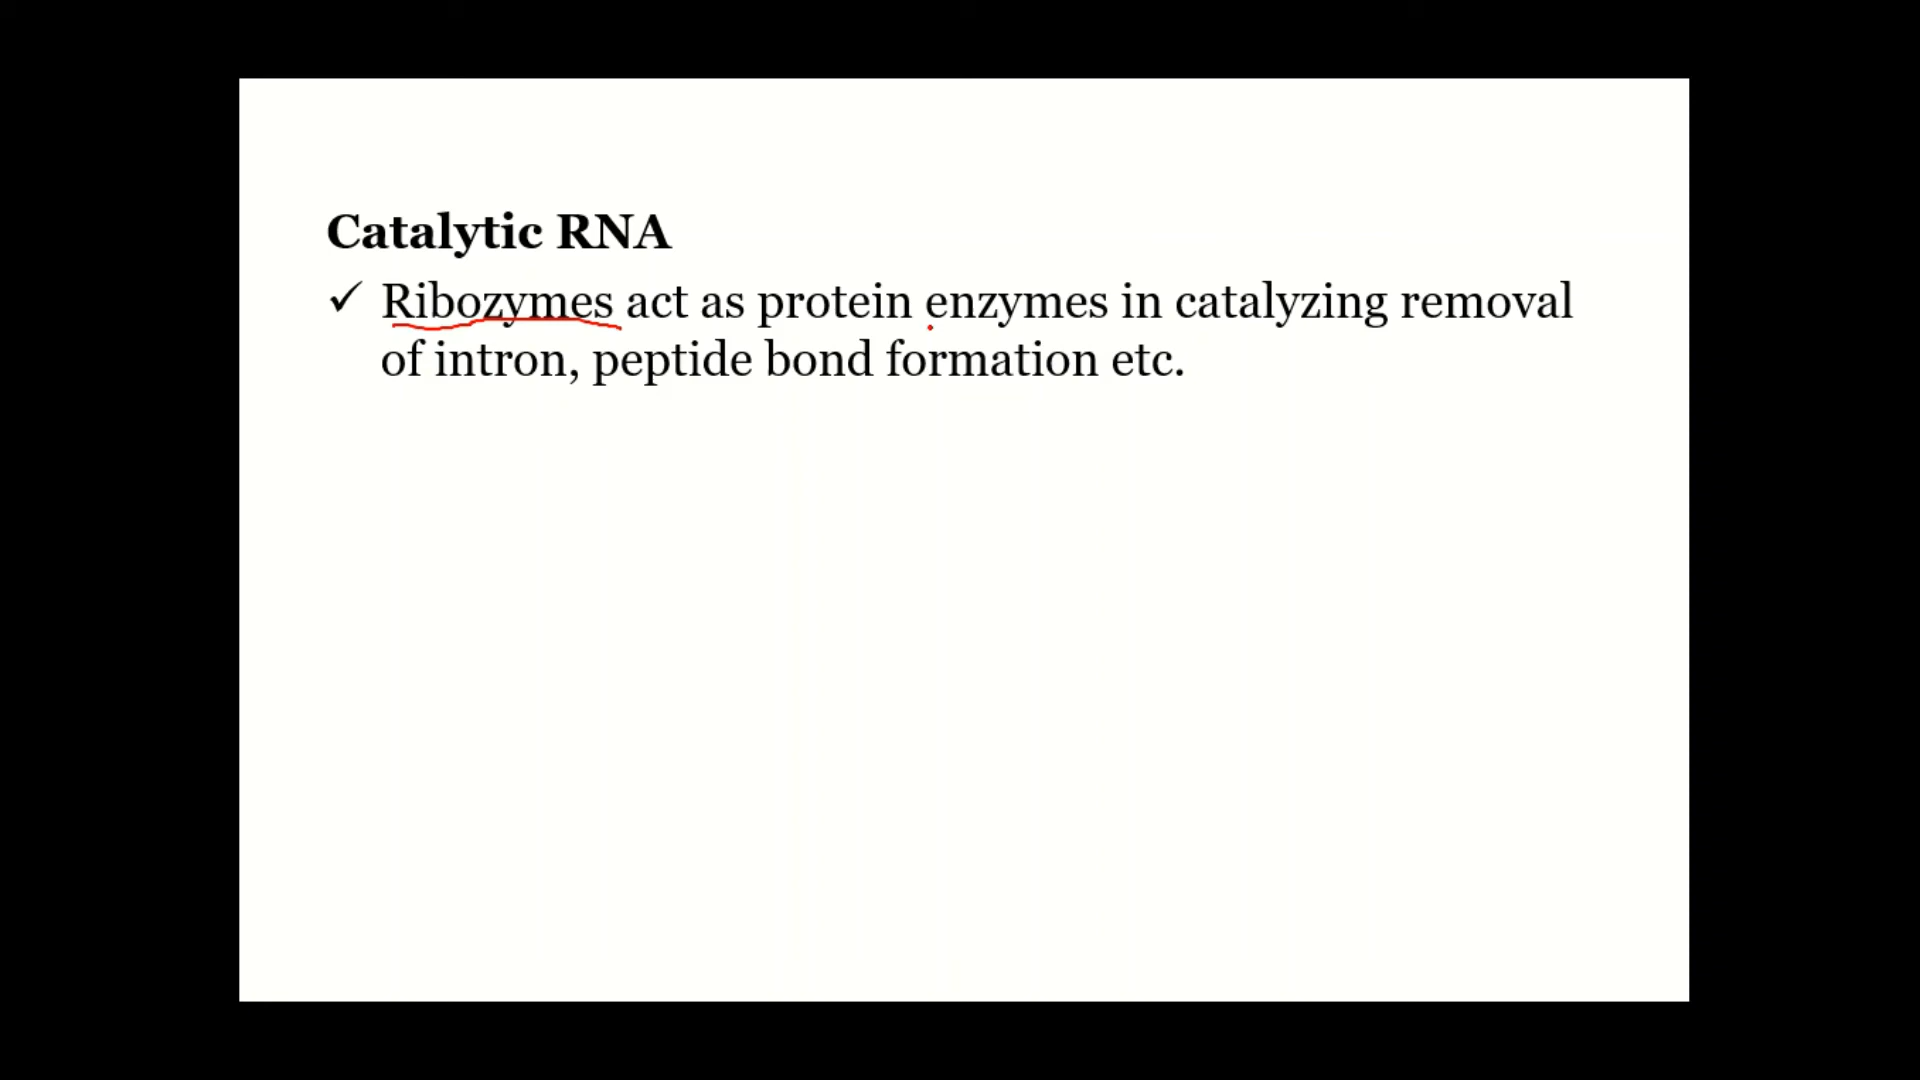 Catalytic RNA
✓ Ribozymes act as protein enzymes in catalyzing removal
of intron, peptide bond formation etc.